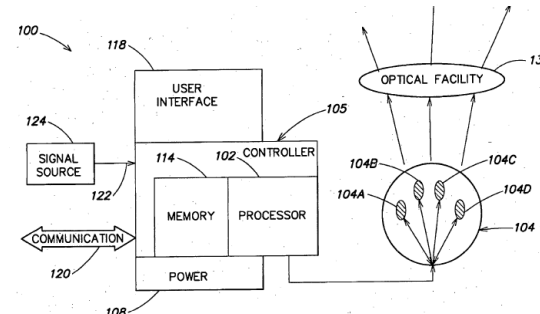 100
118
USER
INTERFACE
OPTICAL FACILITY
124
SIGNAL
SOURCE
122
105
CONTROLLER
114
102
MEMORY
PROCESSOR
104B
104C
104A
104D
104
COMMUNICATION
120
POWER
108